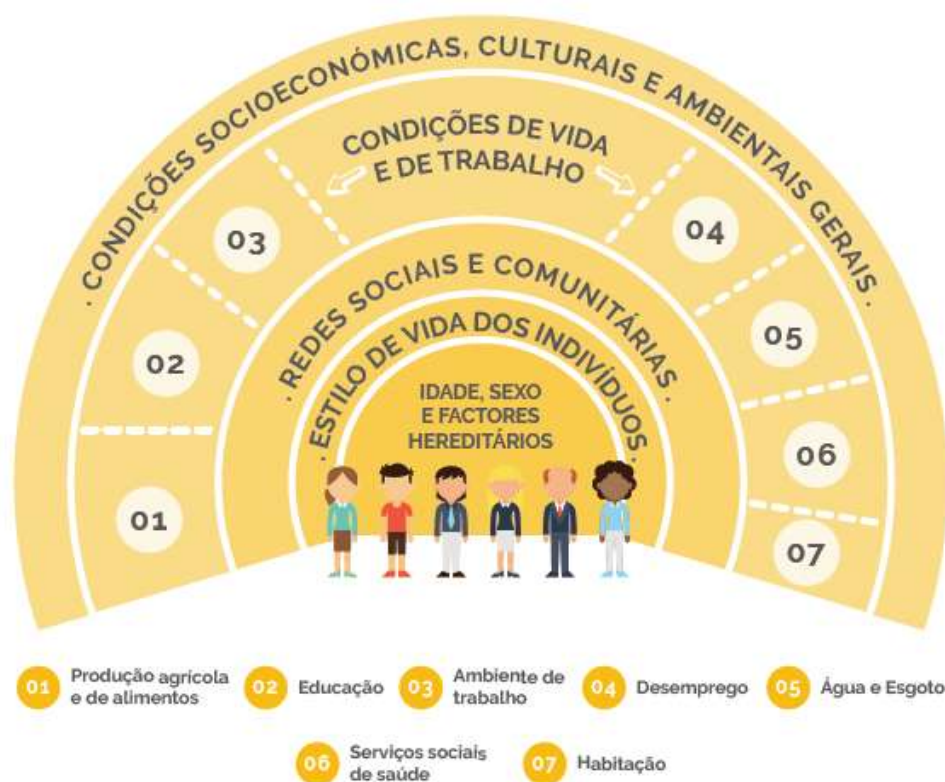 . CONDIÇÕES SOCIOECONÓMICAS, CULTURAIS E AMBIENTAIS GERAIS .
CONDIÇÕES DE VIDA
E DE TRABALHO
03
04
02
05
01
06
07
. REDES SOCIAIS E COMUNITÁRIAS .
. ESTILO DE VIDA DOS INDIVÍDUOS .
IDADE, SEXO
E FACTORES
HEREDITÁRIOS
01 Produção agrícola
e de alimentos
02 Educação
03 Ambiente de
trabalho
04 Desemprego
05 Água e Esgoto
06 Serviços sociais
de saúde
07 Habitação